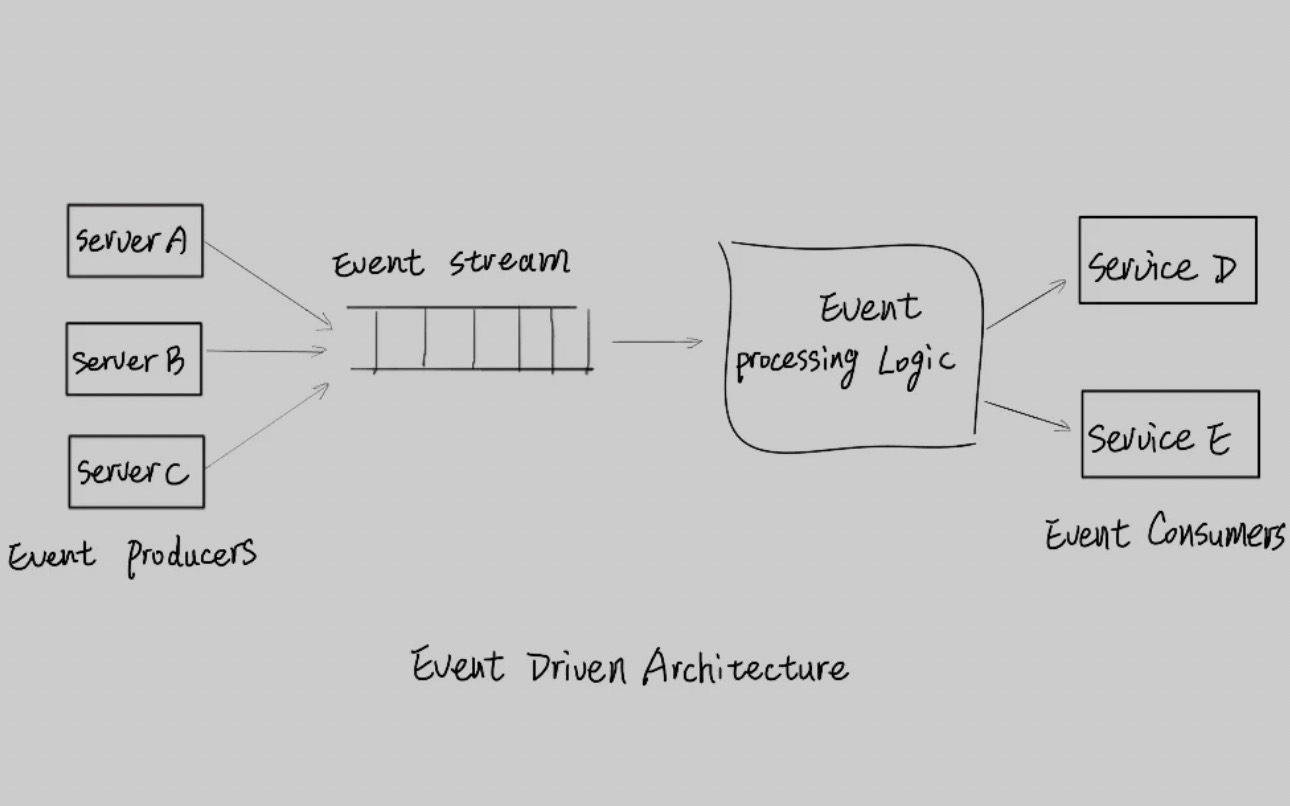 Server A
Event stream
Server B
Server C
Event Producers
Event
processing Logic
Service D
Service E
Event Consumers
Event Driven Architecture